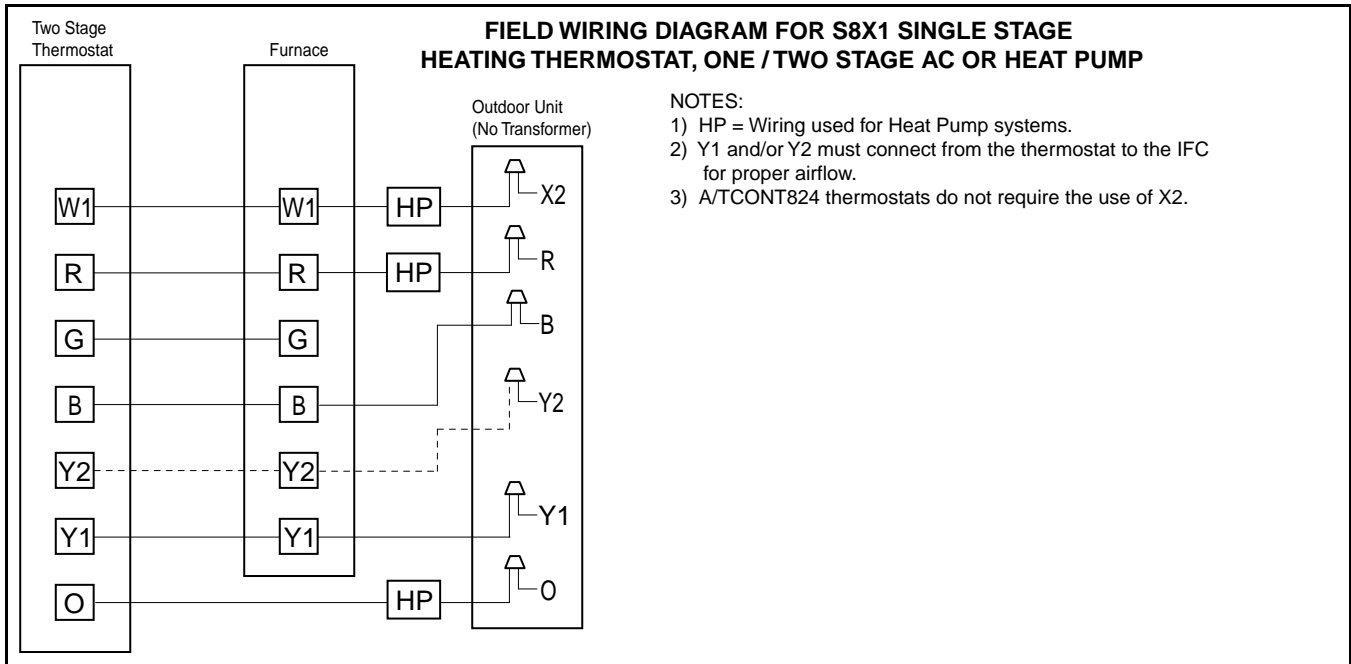 FIELD WIRING DIAGRAM FOR S8X1 SINGLE STAGE
HEATING THERMOSTAT, ONE / TWO STAGE AC OR HEAT PUMP
Two Stage
Thermostat
Furnace
Outdoor Unit
(No Transformer)
NOTES:
1) HP = Wiring used for Heat Pump systems.
2) Y1 and/or Y2 must connect from the thermostat to the IFC
for proper airflow.
3) A/TCONT824 thermostats do not require the use of X2.
W1 W1 HP X2
R R HP R
G G
B B B
Y2 Y2 Y2
Y1 Y1 Y1
O HP O